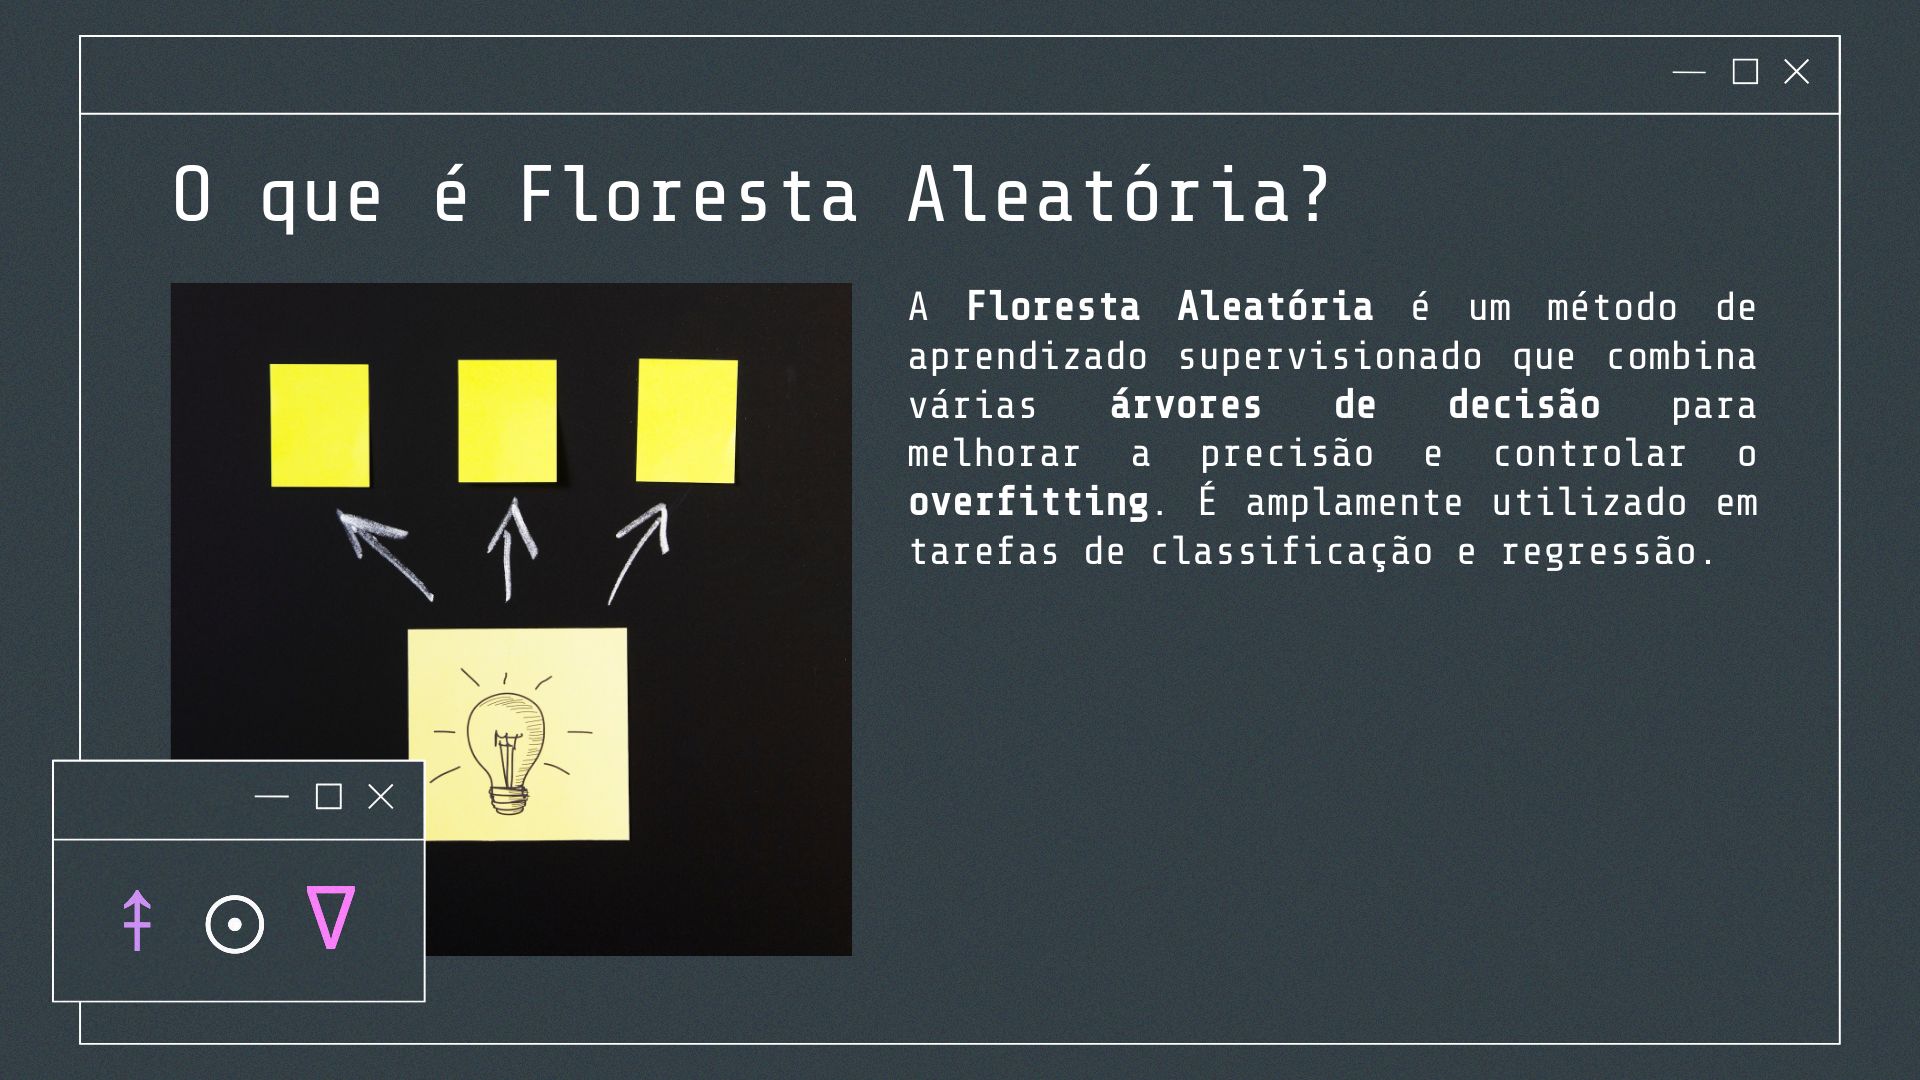 O que é Floresta Aleatória?
A Floresta Aleatória é um método de
aprendizado supervisionado que combina
várias árvores de decisão para
melhorar a precisão e controlar o
overfitting. É amplamente utilizado em
tarefas de classificação e regressão.